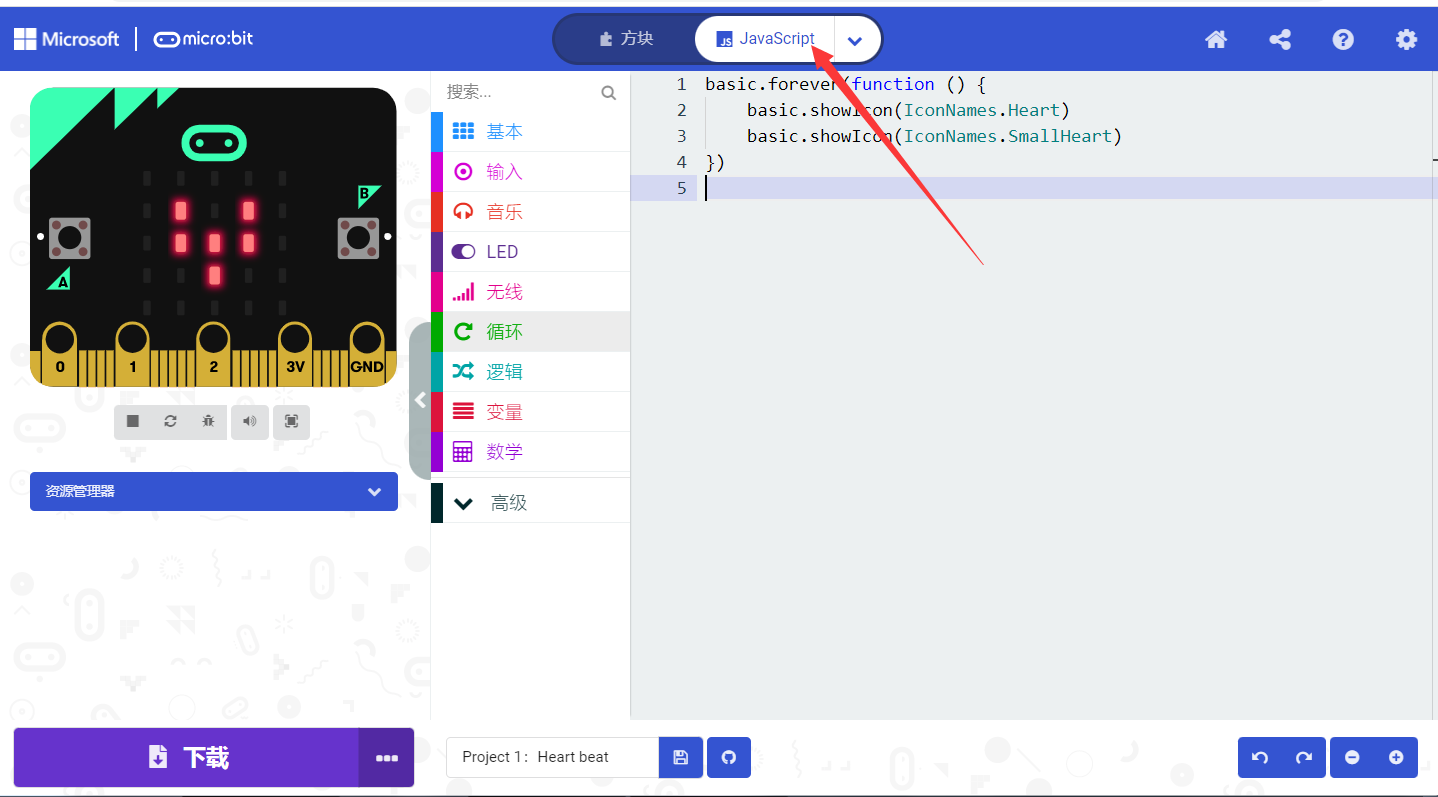 Microsoft micro:bit 方块 JavaScript
搜索...
基本
输入
音乐
LED
无线
循环
逻辑
变量
数学
高级
A
B
0 1 2 3V GND
资源管理器
1 basic.forever(function () {
2 basic.showIcon(IconNames.Heart)
3 basic.showIcon(IconNames.SmallHeart)
4 })
5
下载
Project 1：Heart beat